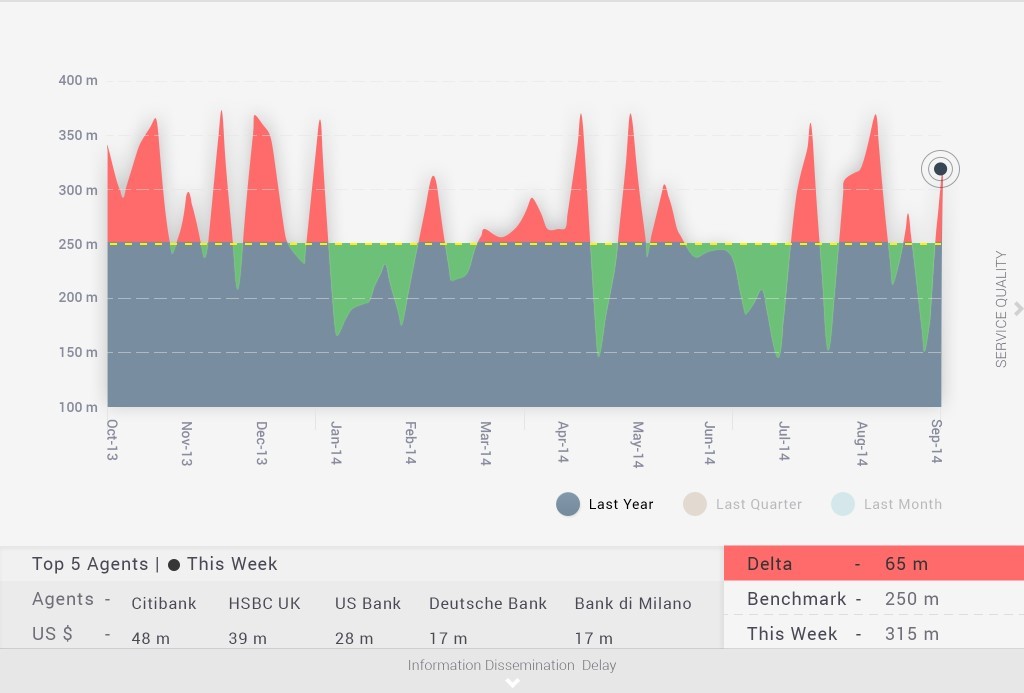 400 m
350 m
300 m
250 m
200 m
150 m
100 m
SERVICE QUALITY
Oct-13 Nov-13 Dec-13 Jan-14 Feb-14 Mar-14 Apr-14 May-14 Jun-14 Jul-14 Aug-14 Sep-14
Last Year Last Quarter Last Month
Top 5 Agents | This Week
Agents - Citibank HSBC UK US Bank Deutsche Bank Bank di Milano
US $ - 48 m 39 m 28 m 17 m 17 m
Delta - 65 m
Benchmark - 250 m
This Week - 315 m
Information Dissemination Delay